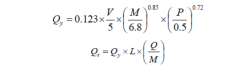 Q_y = 0.123 × V/5 × (M/6.8)^0.85 × (P/0.5)^0.72
Q_t = Q_y × L × (Q/M)